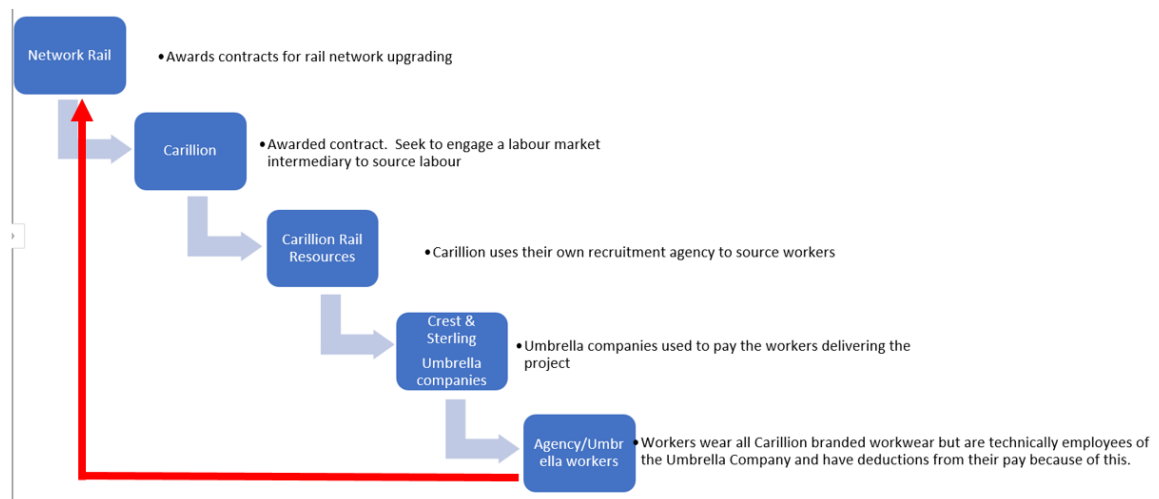 Network Rail
•Awards contracts for rail network upgrading
Carillion
•Awarded contract.  Seek to engage a labour market
intermediary to source labour
Carillion Rail
Resources
•Carillion uses their own recruitment agency to source workers
Crest &
Sterling
Umbrella
companies
•Umbrella companies used to pay the workers delivering the
project
Agency/Umbr
ella workers
•Workers wear all Carillion branded workwear but are technically employees of
the Umbrella Company and have deductions from their pay because of this.